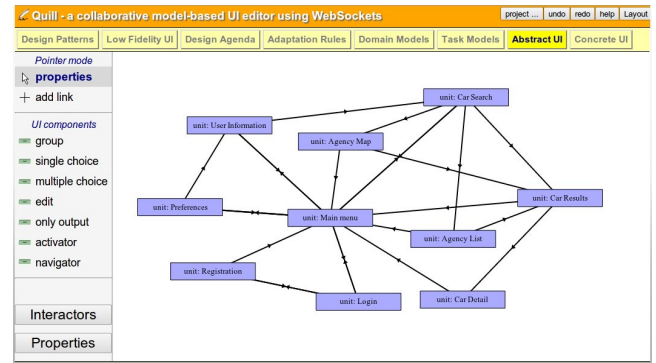 Quill - a collaborative model-based UI editor using WebSockets
project ... undo redo help Layout
Design Patterns Low Fidelity UI Design Agenda Adaptation Rules Domain Models Task Models Abstract UI Concrete UI
Pointer mode
properties
+ add link
UI components
group
single choice
multiple choice
edit
only output
activator
navigator
Interactors
Properties
unit: Car Search
unit: User Information
unit: Agency Map
unit: Car Results
unit: Preferences
unit: Main menu
unit: Agency List
unit: Registration
unit: Login
unit: Car Detail